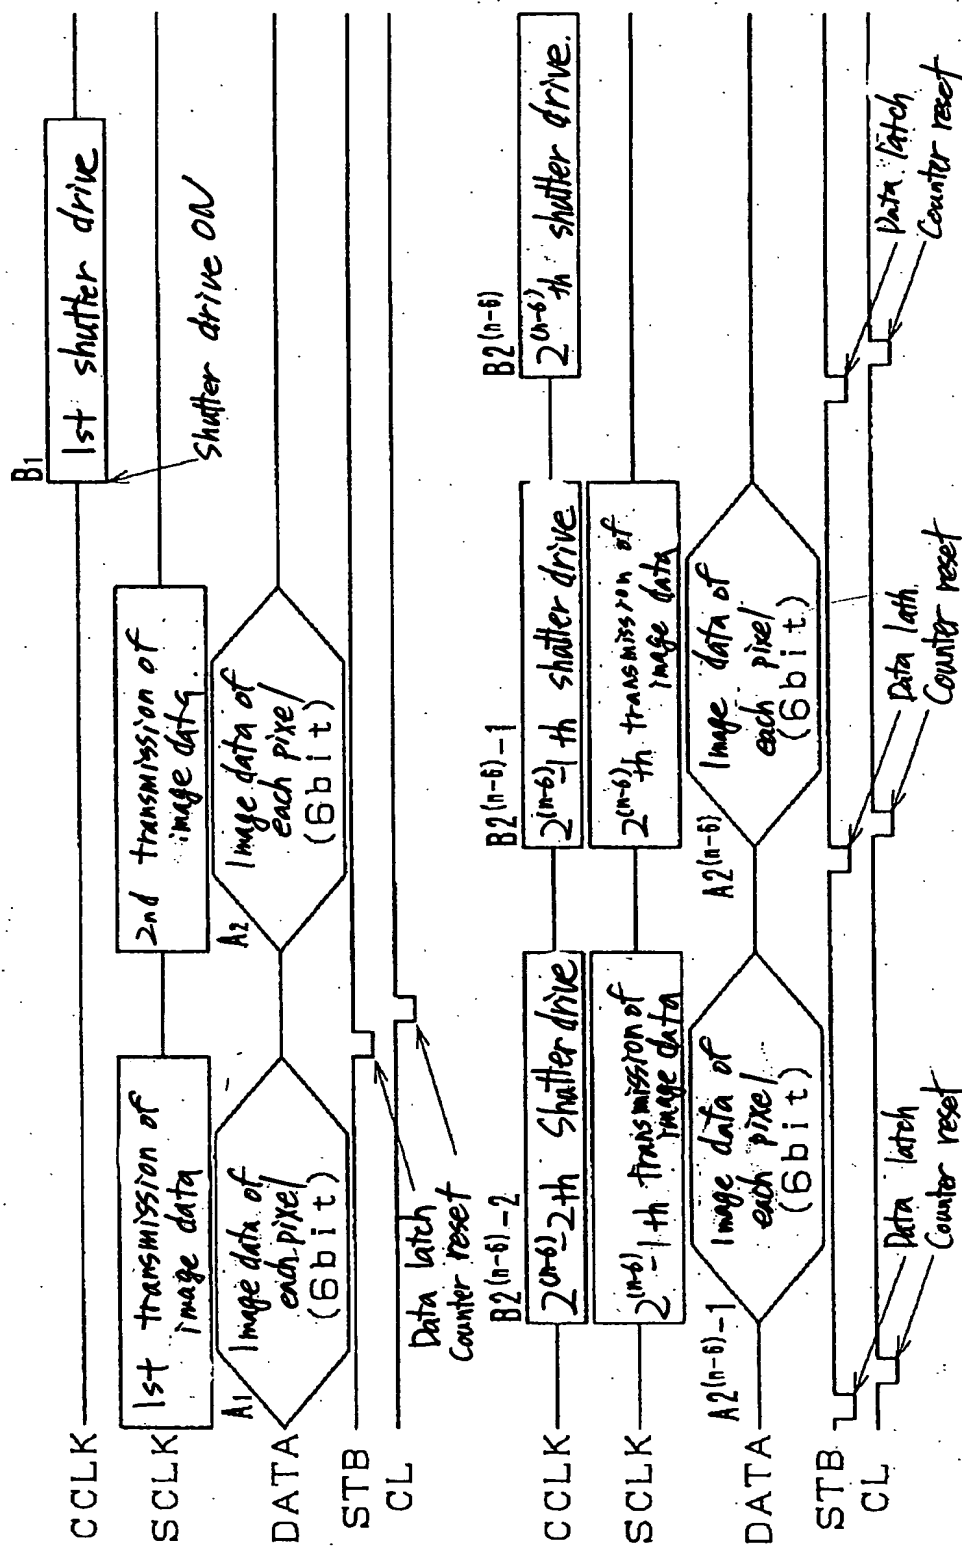 CCLK
SCLK
DATA
STB
CL
1st transmission of
image data
A1
Image data of
each pixel
(6bit)
2nd transmission of
image data
A2
Image data of
each pixel
(6bit)
B1
1st shutter drive
Shutter drive ON
Data latch
Counter reset
CCLK
SCLK
DATA
STB
CL
B2(n-6)-2
2(n-6)-2th Shutter drive
2(n-6)-1th transmission of
image data
A2(n-6)-1
Image data of
each pixel
(6bit)
B2(n-6)-1
2(n-6)-1 th shutter drive
2(n-6)th transmission of
image data
A2(n-6)
Image data of
each pixel
(6bit)
B2(n-6)
2(n-6)th shutter drive.
Data latch
Counter reset
Data lath
Counter reset
Data latch
Counter reset